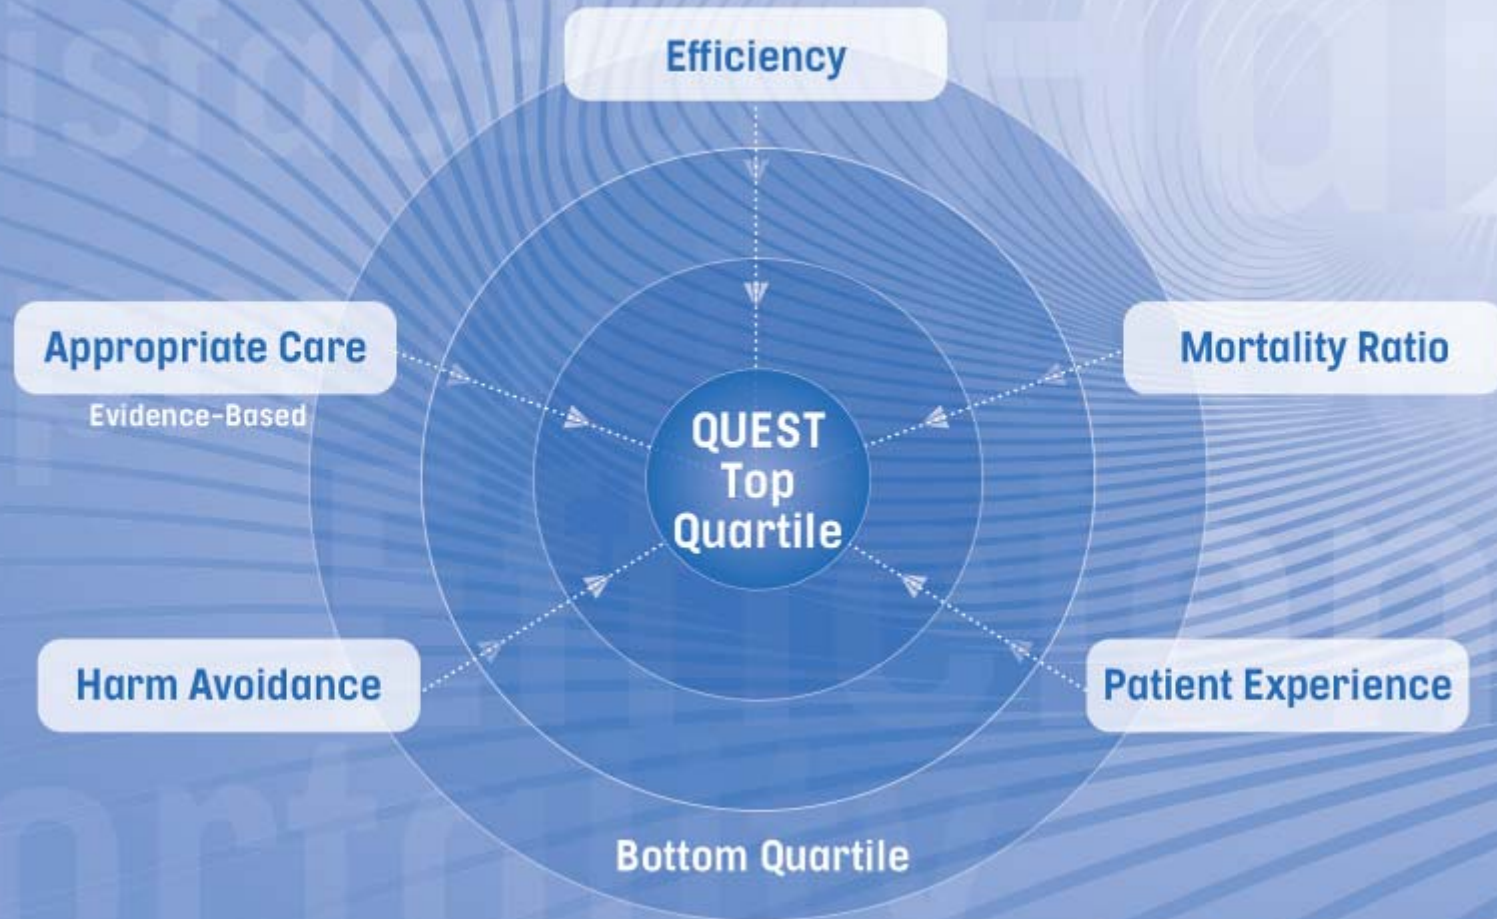 Efficiency
Appropriate Care
Evidence-Based
Mortality Ratio
QUEST
Top
Quartile
Harm Avoidance
Patient Experience
Bottom Quartile